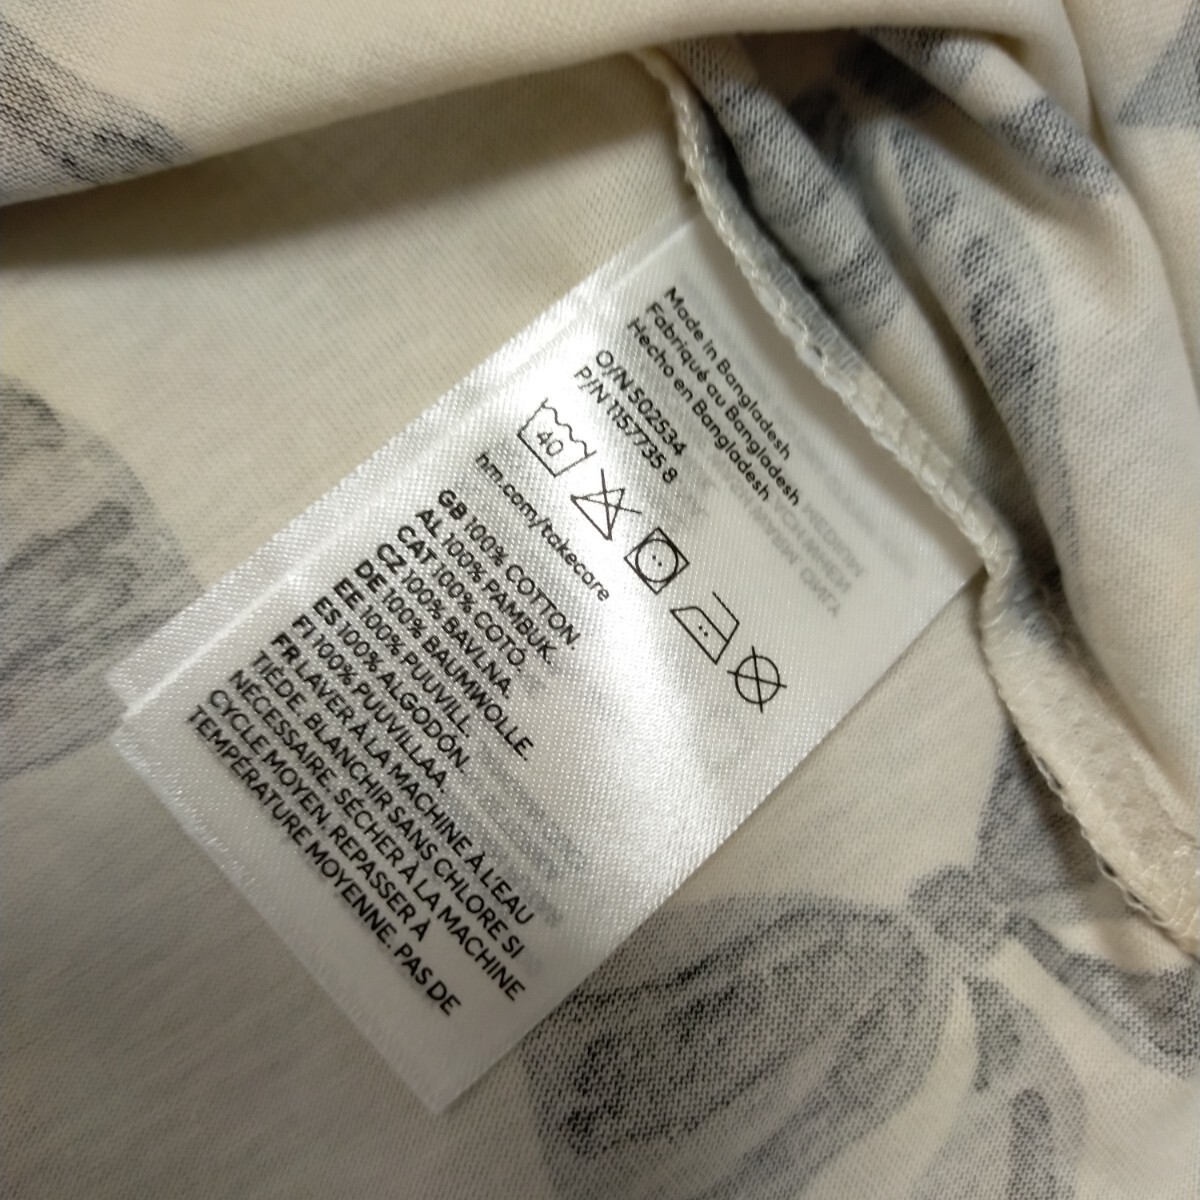 Made in Bangladesh
Fabriqué au Bangladesh
Hecho en Bangladesh
O/N 502534
P/N 1157735 8
40
hm.com/takecare
GB 100% COTTON.
AL 100% PAMBUK.
CAT 100% COTÓ.
CZ 100% BAVLNA.
DE 100% BAUMWOLLE.
EE 100% PUUVILL.
ES 100% ALGODÓN.
FI 100% PUUVILLAA.
FR LAVER À LA MACHINE À L'EAU
TIÈDE. BLANCHIR SANS CHLORE SI
NÉCESSAIRE. SÉCHER À LA MACHINE
CYCLE MOYEN. REPASSER À
TEMPÉRATURE MOYENNE. PAS DE